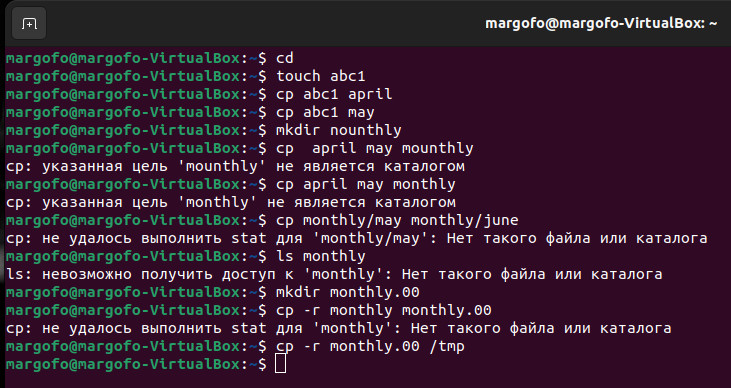 margofo@margofo-VirtualBox: ~
margofo@margofo-VirtualBox:~$ cd
margofo@margofo-VirtualBox:~$ touch abc1
margofo@margofo-VirtualBox:~$ cp abc1 april
margofo@margofo-VirtualBox:~$ cp abc1 may
margofo@margofo-VirtualBox:~$ mkdir nounthly
margofo@margofo-VirtualBox:~$ cp  april may mounthly
cp: указанная цель 'mounthly' не является каталогом
margofo@margofo-VirtualBox:~$ cp april may monthly
cp: указанная цель 'monthly' не является каталогом
margofo@margofo-VirtualBox:~$ cp monthly/may monthly/june
cp: не удалось выполнить stat для 'monthly/may': Нет такого файла или каталога
margofo@margofo-VirtualBox:~$ ls monthly
ls: невозможно получить доступ к 'monthly': Нет такого файла или каталога
margofo@margofo-VirtualBox:~$ mkdir monthly.00
margofo@margofo-VirtualBox:~$ cp -r monthly monthly.00
cp: не удалось выполнить stat для 'monthly': Нет такого файла или каталога
margofo@margofo-VirtualBox:~$ cp -r monthly.00 /tmp
margofo@margofo-VirtualBox:~$